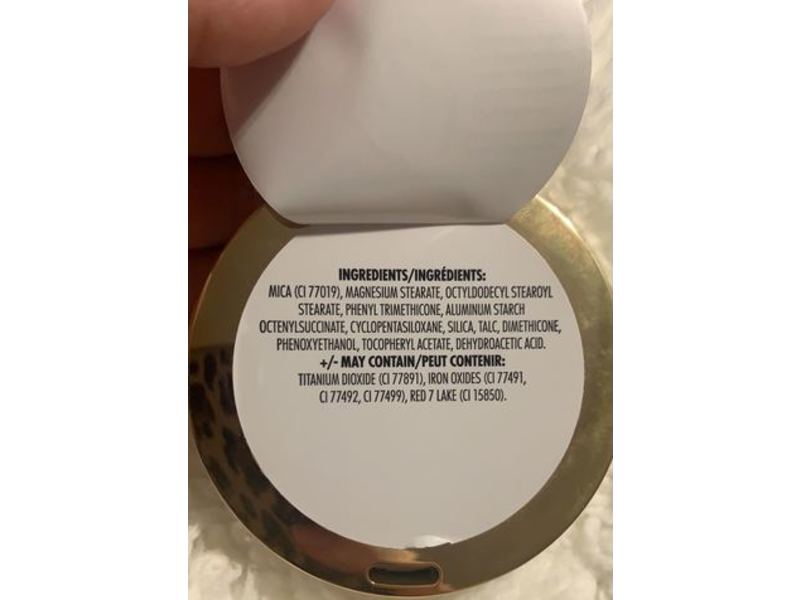 INGREDIENTS/INGRÉDIENTS:
MICA (CI 77019), MAGNESIUM STEARATE, OCTYLDODECYL STEAROYL
STEARATE, PHENYL TRIMETHICONE, ALUMINUM STARCH
OCTENYLSUCCINATE, CYCLOPENTASILOXANE, SILICA, TALC, DIMETHICONE,
PHENOXYETHANOL, TOCOPHERYL ACETATE, DEHYDROACETIC ACID.
+/- MAY CONTAIN/PEUT CONTENIR:
TITANIUM DIOXIDE (CI 77891), IRON OXIDES (CI 77491,
CI 77492, CI 77499), RED 7 LAKE (CI 15850).